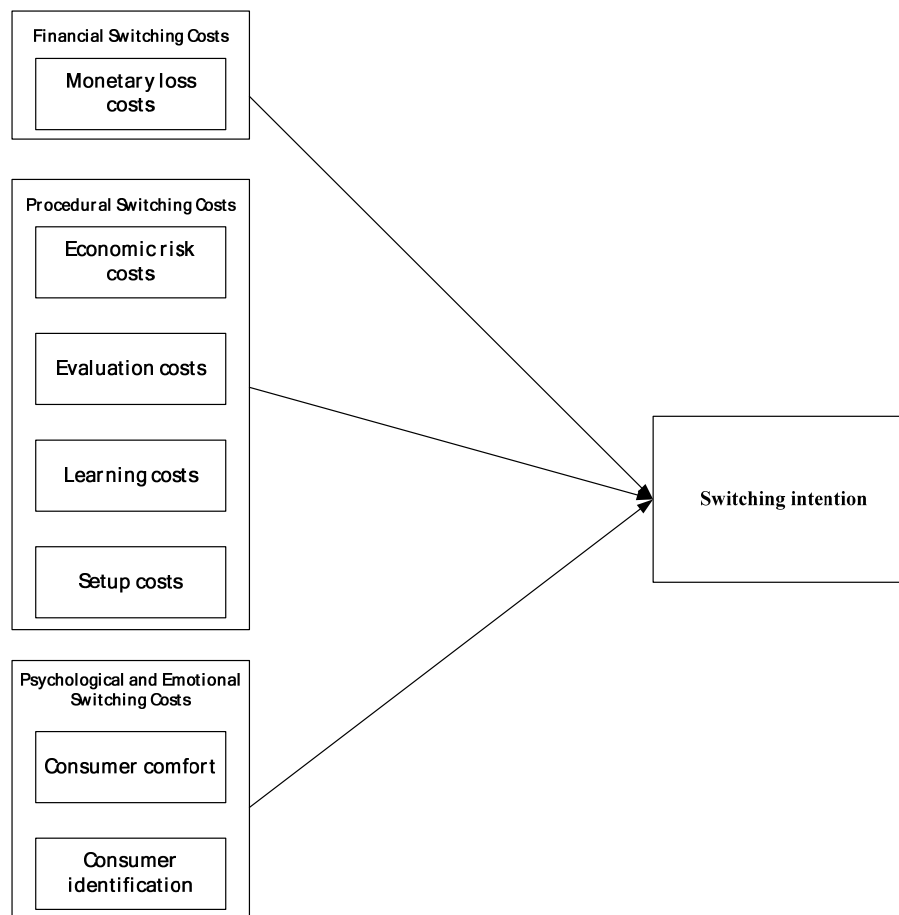 Financial Switching Costs
Monetary loss
costs
Procedural Switching Costs
Economic risk
costs
Evaluation costs
Learning costs
Setup costs
Psychological and Emotional
Switching Costs
Consumer comfort
Consumer
identification
Switching intention